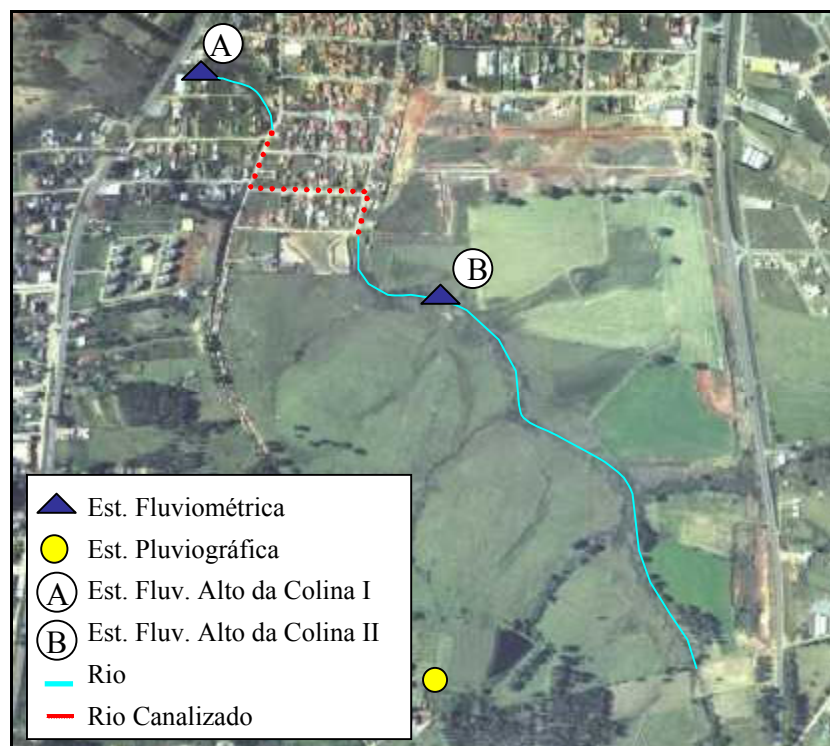 A
B
Est. Fluviométrica
Est. Pluviográfica
A Est. Fluv. Alto da Colina I
B Est. Fluv. Alto da Colina II
Rio
Rio Canalizado